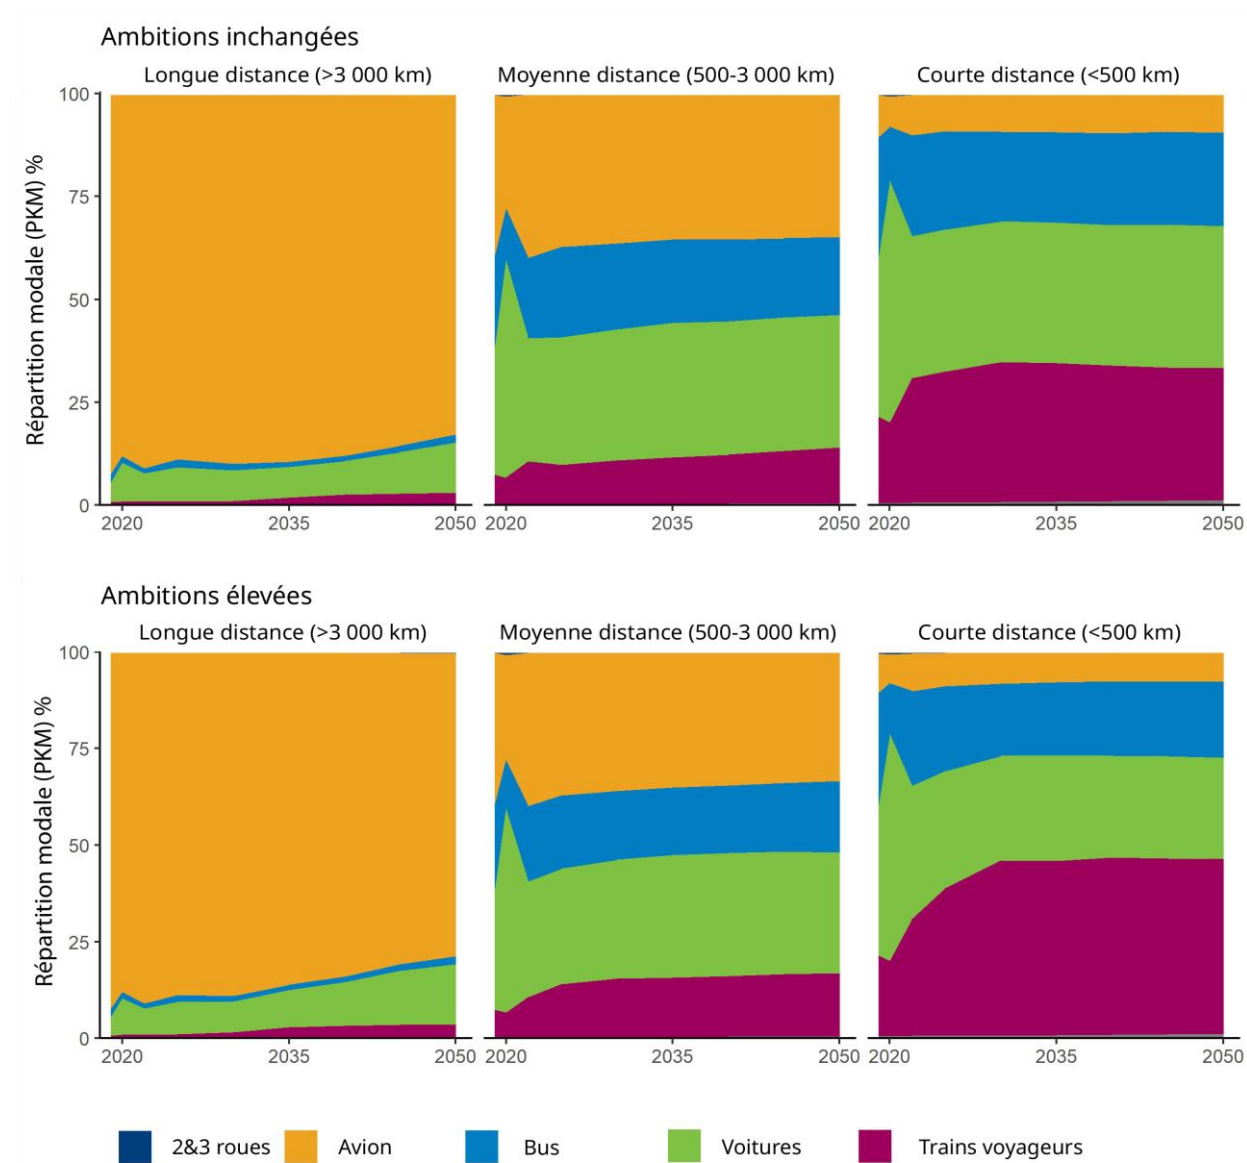 Ambitions inchangées
Longue distance (>3 000 km)
Moyenne distance (500-3 000 km)
Courte distance (<500 km)
Répartition modale (PKM) %
100
75
50
25
0
2020
2035
2050
2020
2035
2050
2020
2035
2050
Ambitions élevées
Longue distance (>3 000 km)
Moyenne distance (500-3 000 km)
Courte distance (<500 km)
Répartition modale (PKM) %
100
75
50
25
0
2020
2035
2050
2020
2035
2050
2020
2035
2050
2&3 roues
Avion
Bus
Voitures
Trains voyageurs